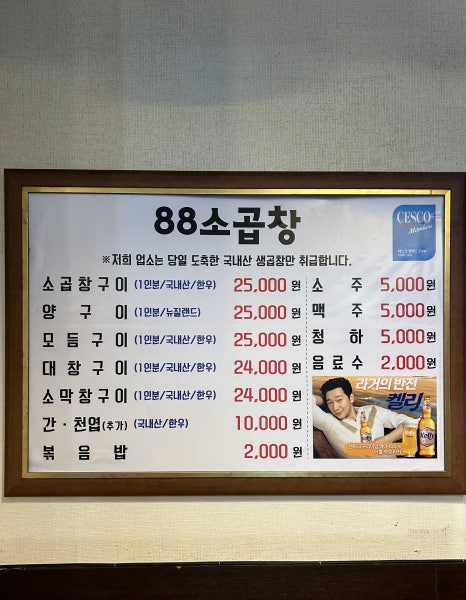 88소곱창
CESCO
Members
※저희 업소는 당일 도축한 국내산 생곱창만 취급합니다.
소곱창구이 (1인분/국내산/한우) 25,000 원
양구이 (1인분/뉴질랜드) 25,000 원
모듬구이 (1인분/국내산/한우) 25,000 원
대창구이 (1인분/국내산/한우) 24,000 원
소막창구이 (1인분/국내산/한우) 24,000 원
간·천엽(추가) (국내산/한우) 10,000 원
볶음밥 2,000 원
소주 5,000원
맥주 5,000원
청하 5,000원
음료수 2,000원
라거의 반전
켈리
Kelly